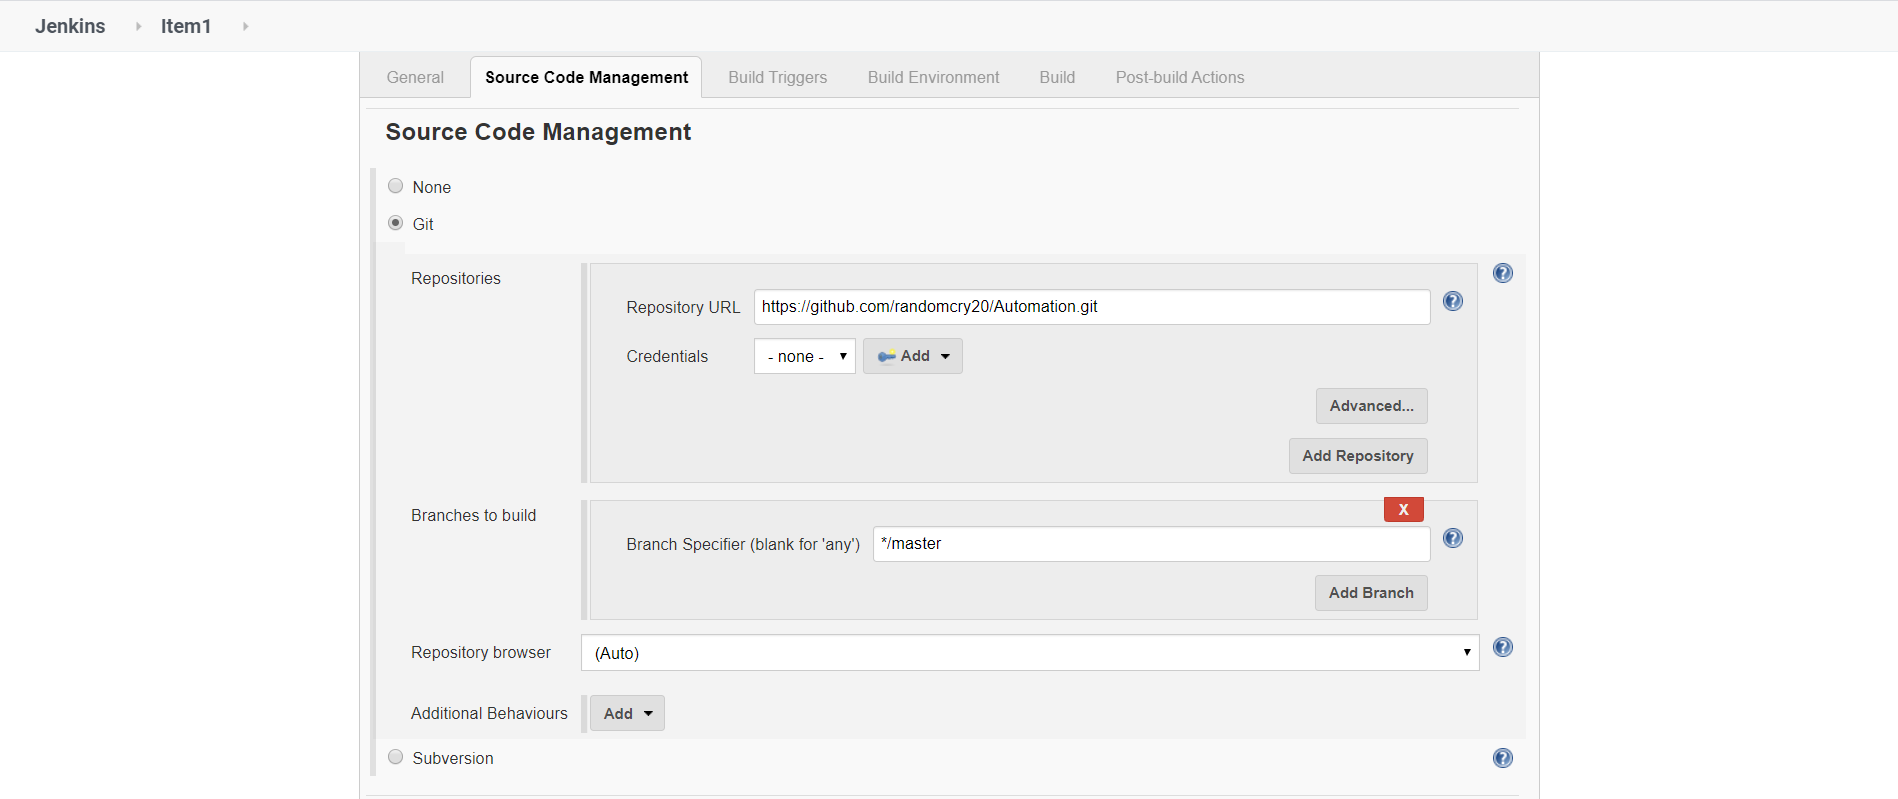 Jenkins Item1
General Source Code Management Build Triggers Build Environment Build Post-build Actions
Source Code Management
None
Git
Repositories
Repository URL https://github.com/randomcry20/Automation.git
Credentials - none - Add
Advanced...
Add Repository
Branches to build
X
Branch Specifier (blank for 'any') */master
Add Branch
Repository browser (Auto)
Additional Behaviours Add
Subversion